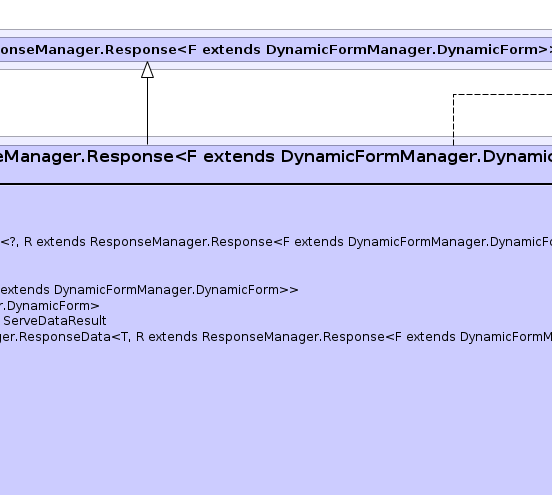 onseManager.Response<F extends DynamicFormManager.DynamicForm>>
eManager.Response<F extends DynamicFormManager.Dynamic
<?, R extends ResponseManager.Response<F extends DynamicFormManager.DynamicFo
extends DynamicFormManager.DynamicForm>>
r.DynamicForm>
ServeDataResult
ger.ResponseData<T, R extends ResponseManager.Response<F extends DynamicFormM